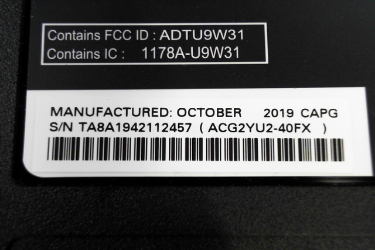 Contains FCC ID : ADTU9W31
Contains IC : 1178A-U9W31
MANUFACTURED: OCTOBER 2019 CAPG
S/N TA8A1942112457 ( ACG2YU2-40FX )